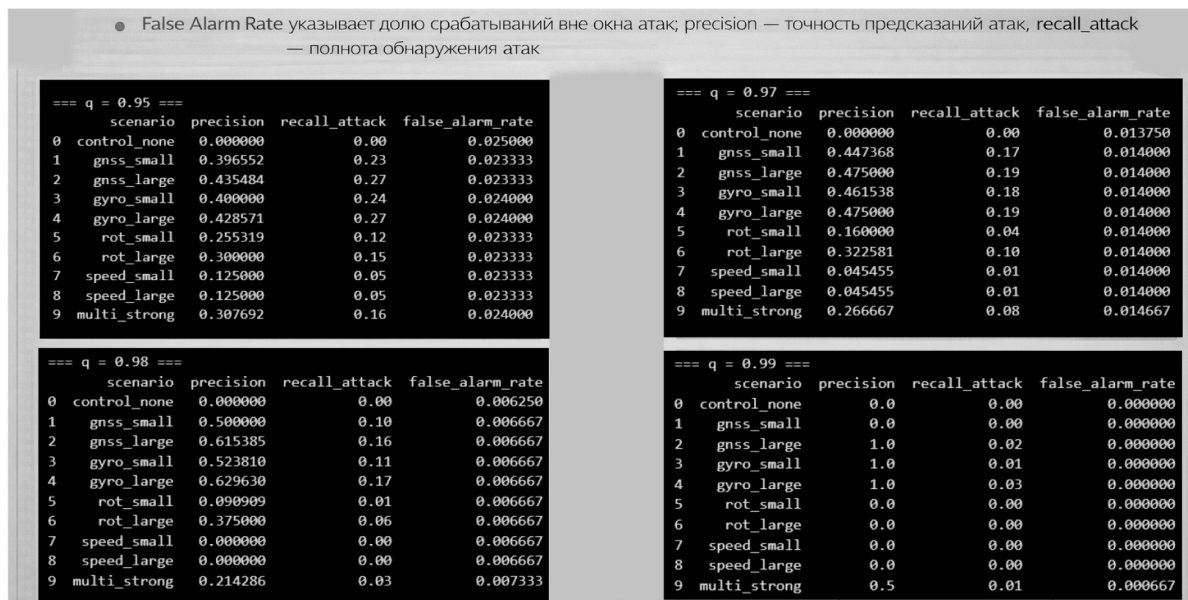 False Alarm Rate указывает долю срабатываний вне окна атак; precision — точность предсказаний атак, recall_attack
— полнота обнаружения атак
=== q = 0.95 ===
scenario precision recall_attack false_alarm_rate
0 control_none 0.000000 0.00 0.025000
1 gnss_small 0.396552 0.23 0.023333
2 gnss_large 0.435484 0.27 0.023333
3 gyro_small 0.400000 0.24 0.024000
4 gyro_large 0.428571 0.27 0.024000
5 rot_small 0.255319 0.12 0.023333
6 rot_large 0.300000 0.15 0.023333
7 speed_small 0.125000 0.05 0.023333
8 speed_large 0.125000 0.05 0.023333
9 multi_strong 0.307692 0.16 0.024000
=== q = 0.97 ===
scenario precision recall_attack false_alarm_rate
0 control_none 0.000000 0.00 0.013750
1 gnss_small 0.447368 0.17 0.014000
2 gnss_large 0.475000 0.19 0.014000
3 gyro_small 0.461538 0.18 0.014000
4 gyro_large 0.475000 0.19 0.014000
5 rot_small 0.160000 0.04 0.014000
6 rot_large 0.322581 0.10 0.014000
7 speed_small 0.045455 0.01 0.014000
8 speed_large 0.045455 0.01 0.014000
9 multi_strong 0.266667 0.08 0.014667
=== q = 0.98 ===
scenario precision recall_attack false_alarm_rate
0 control_none 0.000000 0.00 0.006250
1 gnss_small 0.500000 0.10 0.006667
2 gnss_large 0.615385 0.16 0.006667
3 gyro_small 0.523810 0.11 0.006667
4 gyro_large 0.629630 0.17 0.006667
5 rot_small 0.090909 0.01 0.006667
6 rot_large 0.375000 0.06 0.006667
7 speed_small 0.000000 0.00 0.006667
8 speed_large 0.000000 0.00 0.006667
9 multi_strong 0.214286 0.03 0.007333
=== q = 0.99 ===
scenario precision recall_attack false_alarm_rate
0 control_none 0.0 0.00 0.000000
1 gnss_small 0.0 0.00 0.000000
2 gnss_large 1.0 0.02 0.000000
3 gyro_small 1.0 0.01 0.000000
4 gyro_large 1.0 0.03 0.000000
5 rot_small 0.0 0.00 0.000000
6 rot_large 0.0 0.00 0.000000
7 speed_small 0.0 0.00 0.000000
8 speed_large 0.0 0.00 0.000000
9 multi_strong 0.5 0.01 0.000667